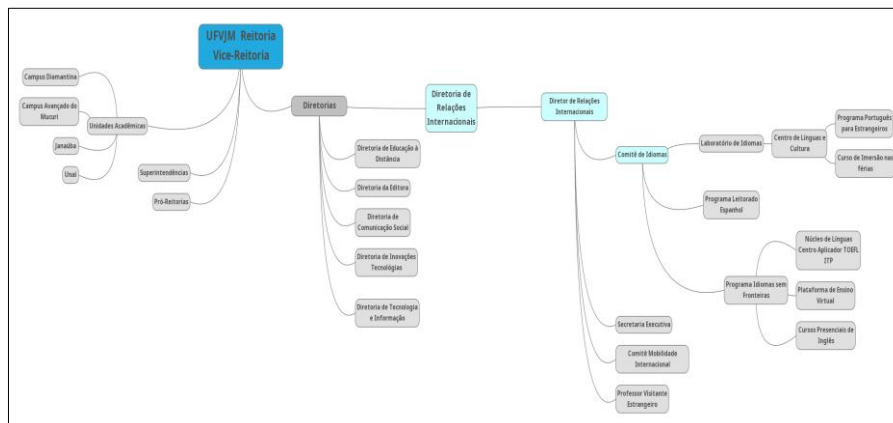 UFVJM Reitoria
Vice-Reitoria
Campus Diamantina
Campus Avançado do
Mucuri
Unidades Acadêmicas
Janaúba
Unaí
Superintendências
Pró-Reitorias
Diretorias
Diretoria de Educação à
Distância
Diretoria da Editora
Diretoria de
Comunicação Social
Diretoria de Inovações
Tecnológias
Diretoria de Tecnologia
e Informação
Diretoria de
Relações
Internacionais
Diretor de Relações
Internacionais
Comitê de Idiomas
Laboratório de Idiomas
Centro de Línguas e
Cultura
Programa Português
para Estrangeiros
Curso de Imersão nas
férias
Programa Leitorado
Espanhol
Programa Idiomas sem
Fronteiras
Núcleo de Línguas
Centro Aplicador TOEFL
ITP
Plataforma de Ensino
Virtual
Cursos Presenciais de
Inglês
Secretaria Executiva
Comitê Mobilidade
Internacional
Professor Visitante
Estrangeiro